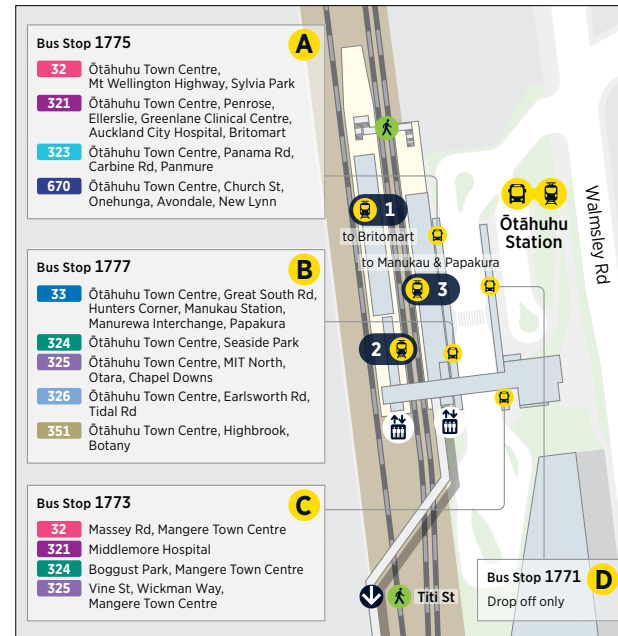 Bus Stop 1775
A
32
Ōtāhuhu Town Centre,
Mt Wellington Highway, Sylvia Park
321
Ōtāhuhu Town Centre, Penrose,
Ellerslie, Greenlane Clinical Centre,
Auckland City Hospital, Britomart
323
Ōtāhuhu Town Centre, Panama Rd,
Carbine Rd, Panmure
670
Ōtāhuhu Town Centre, Church St,
Onehunga, Avondale, New Lynn
Bus Stop 1777
B
33
Ōtāhuhu Town Centre, Great South Rd,
Hunters Corner, Manukau Station,
Manurewa Interchange, Papakura
324
Ōtāhuhu Town Centre, Seaside Park
325
Ōtāhuhu Town Centre, MIT North,
Otara, Chapel Downs
326
Ōtāhuhu Town Centre, Earlsworth Rd,
Tidal Rd
351
Ōtāhuhu Town Centre, Highbrook,
Botany
Bus Stop 1773
C
32
Massey Rd, Mangere Town Centre
321
Middlemore Hospital
324
Boggust Park, Mangere Town Centre
325
Vine St, Wickman Way,
Mangere Town Centre
1
to Britomart
to Manukau & Papakura
3
2
Ōtāhuhu
Station
Walmsley Rd
Titi St
Bus Stop 1771
D
Drop off only